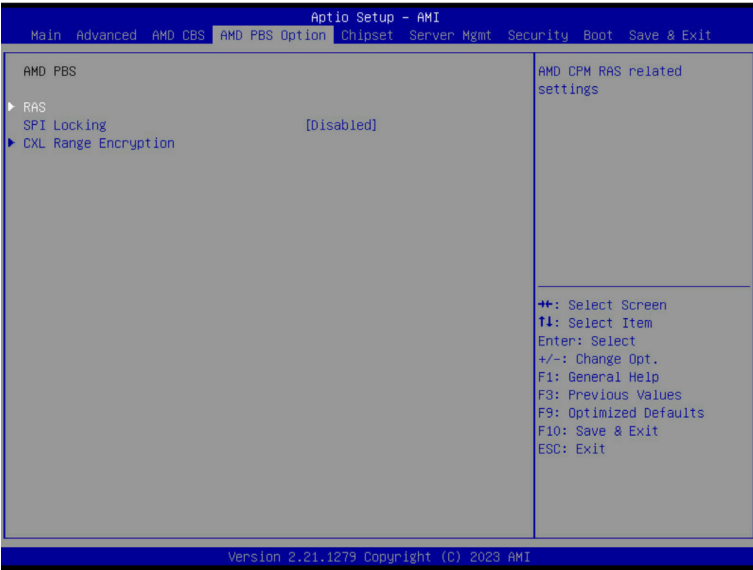 Aptio Setup – AMI
Main Advanced AMD CBS AMD PBS Option Chipset Server Mgmt Security Boot Save & Exit
AMD PBS
RAS
SPI Locking [Disabled]
CXL Range Encryption
AMD CPM RAS related
settings
→←: Select Screen
↑↓: Select Item
Enter: Select
+/-: Change Opt.
F1: General Help
F3: Previous Values
F9: Optimized Defaults
F10: Save & Exit
ESC: Exit
Version 2.21.1279 Copyright (C) 2023 AMI